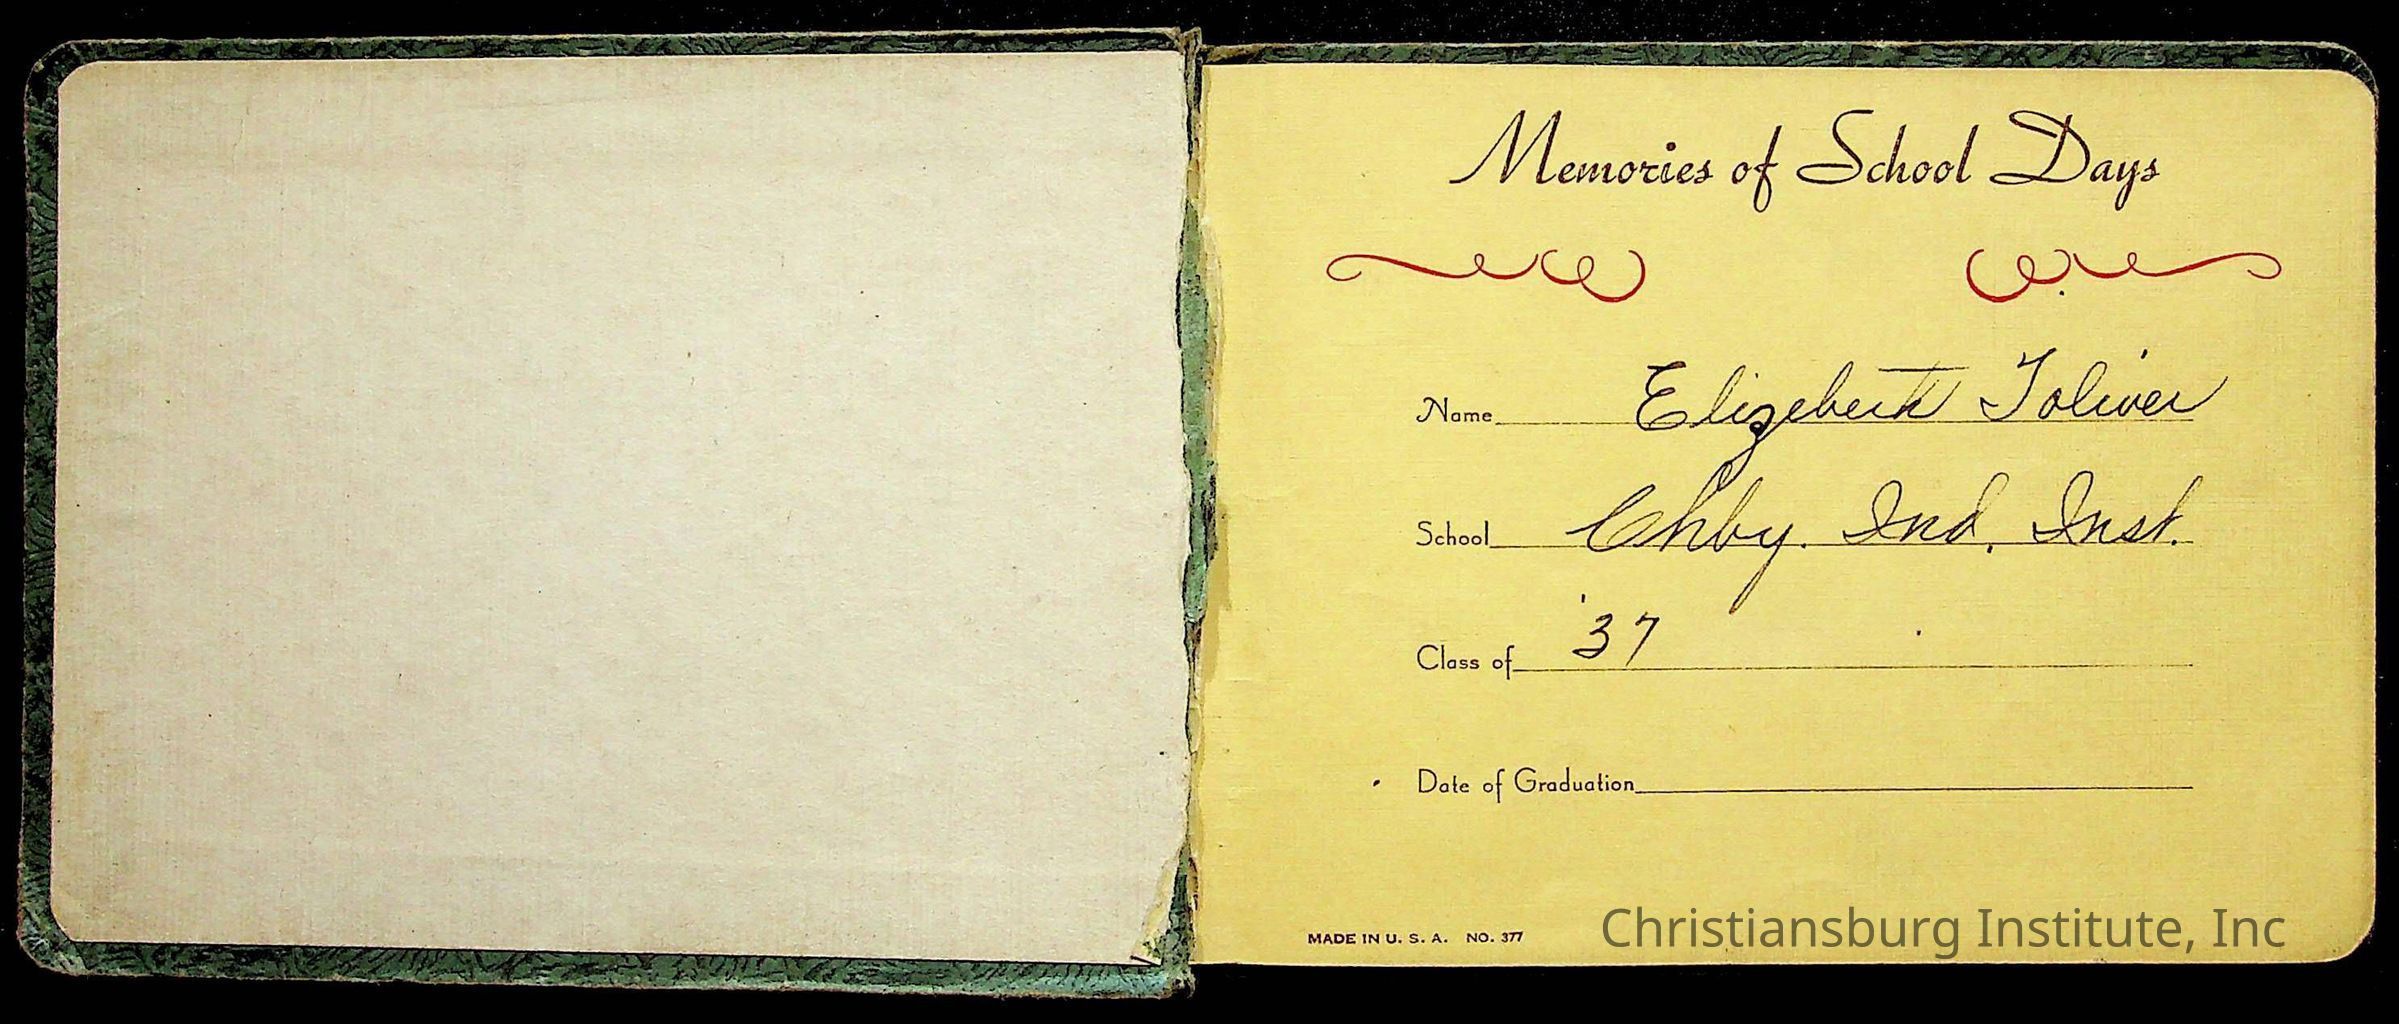 Memories of School Days
Name Elizebeth Toliver
School Chby. Ind. Inst.
Class of '37
Date of Graduation
MADE IN U. S. A. NO. 377
Christiansburg Institute, Inc